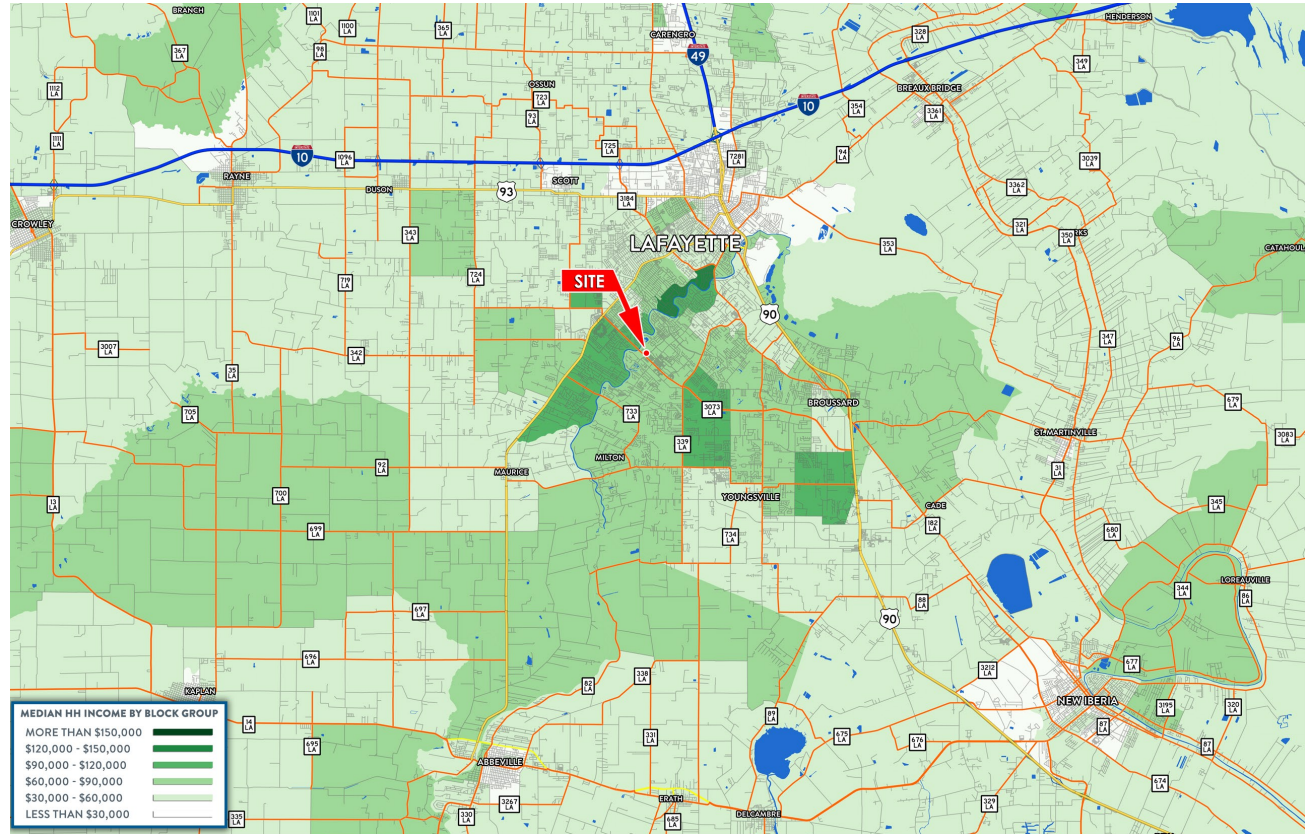 BRANCH
1101 LA
1100 LA
365 LA
CARENCRO
328 LA
HENDERSON
367 LA
98 LA
49
349 LA
1112 LA
OSSUN
723 LA
BREAUX BRIDGE
93 LA
10
354 LA
3361 LA
1111 LA
725 LA
10
1096 LA
7281 LA
94 LA
3039 LA
RAYNE
DUSON
93
SCOTT
3362 LA
3184 LA
321 LA
CROWLEY
343 LA
LAFAYETTE
353 LA
350 LA
724 LA
719 LA
SITE
90
3007 LA
342 LA
347 LA
96 LA
35 LA
BROUSSARD
679 LA
705 LA
733 LA
3073 LA
ST. MARTINVILLE
3083 LA
339 LA
92 LA
MAURICE
MILTON
31 LA
700 LA
YOUNGSVILLE
13 LA
CADE
345 LA
699 LA
182 LA
680 LA
734 LA
LOREAUVILLE
344 LA
86 LA
88 LA
697 LA
90
696 LA
3212 LA
677 LA
338 LA
82 LA
KAPLAN
NEW IBERIA
3195 LA
320 LA
89 LA
14 LA
87 LA
331 LA
675 LA
676 LA
695 LA
87 LA
ABBEVILLE
674 LA
ERATH
3267 LA
329 LA
330 LA
685 LA
DELCAMBRE
335 LA
MEDIAN HH INCOME BY BLOCK GROUP
MORE THAN $150,000
$120,000 - $150,000
$90,000 - $120,000
$60,000 - $90,000
$30,000 - $60,000
LESS THAN $30,000